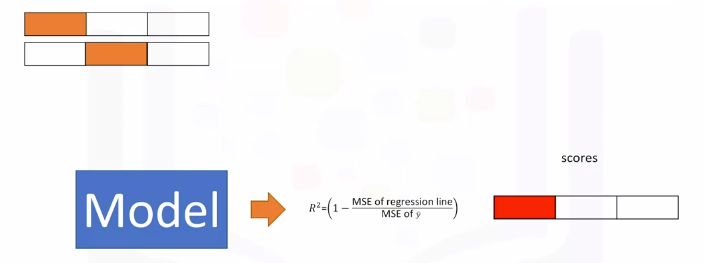 scores
Model
R²=(1 − MSE of regression line / MSE of ȳ)